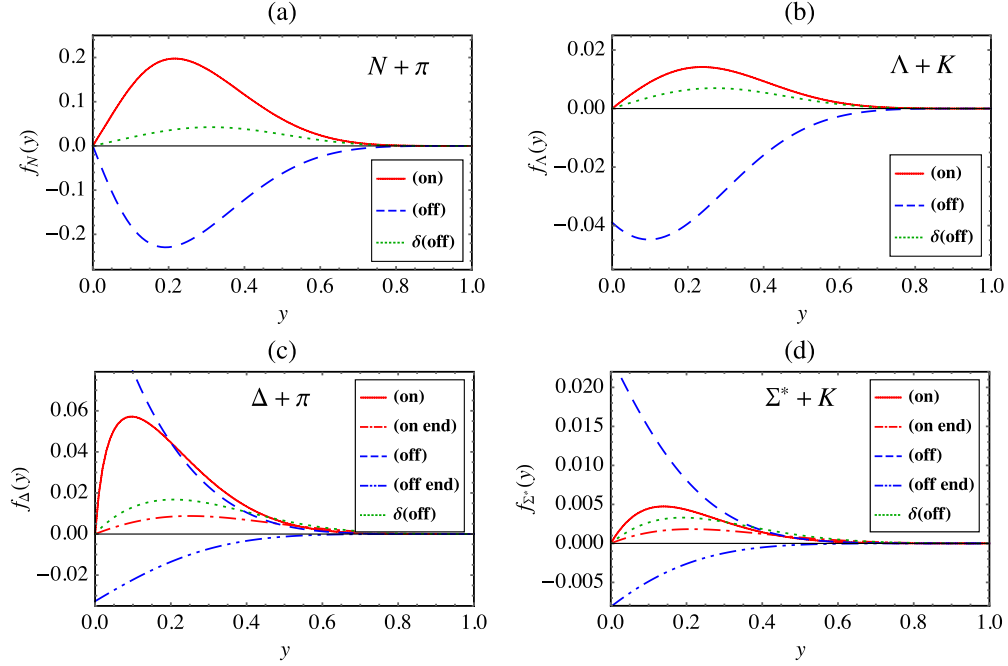 (a)
N + π
f_N(y)
0.2
0.1
0.0
−0.1
−0.2
(on)
(off)
δ(off)
0.0 0.2 0.4 0.6 0.8 1.0
y
(b)
Λ + K
f_Λ(y)
0.02
0.00
−0.02
−0.04
(on)
(off)
δ(off)
0.0 0.2 0.4 0.6 0.8 1.0
y
(c)
Δ + π
f_Δ(y)
0.06
0.04
0.02
0.00
−0.02
(on)
(on end)
(off)
(off end)
δ(off)
0.0 0.2 0.4 0.6 0.8 1.0
y
(d)
Σ* + K
f_Σ*(y)
0.020
0.015
0.010
0.005
0.000
−0.005
(on)
(on end)
(off)
(off end)
δ(off)
0.0 0.2 0.4 0.6 0.8 1.0
y